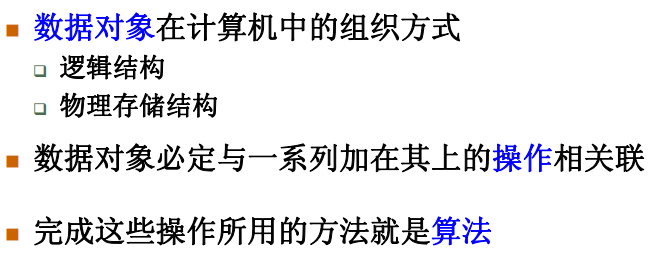 数据对象在计算机中的组织方式
逻辑结构
物理存储结构
数据对象必定与一系列加在其上的操作相关联
完成这些操作所用的方法就是算法